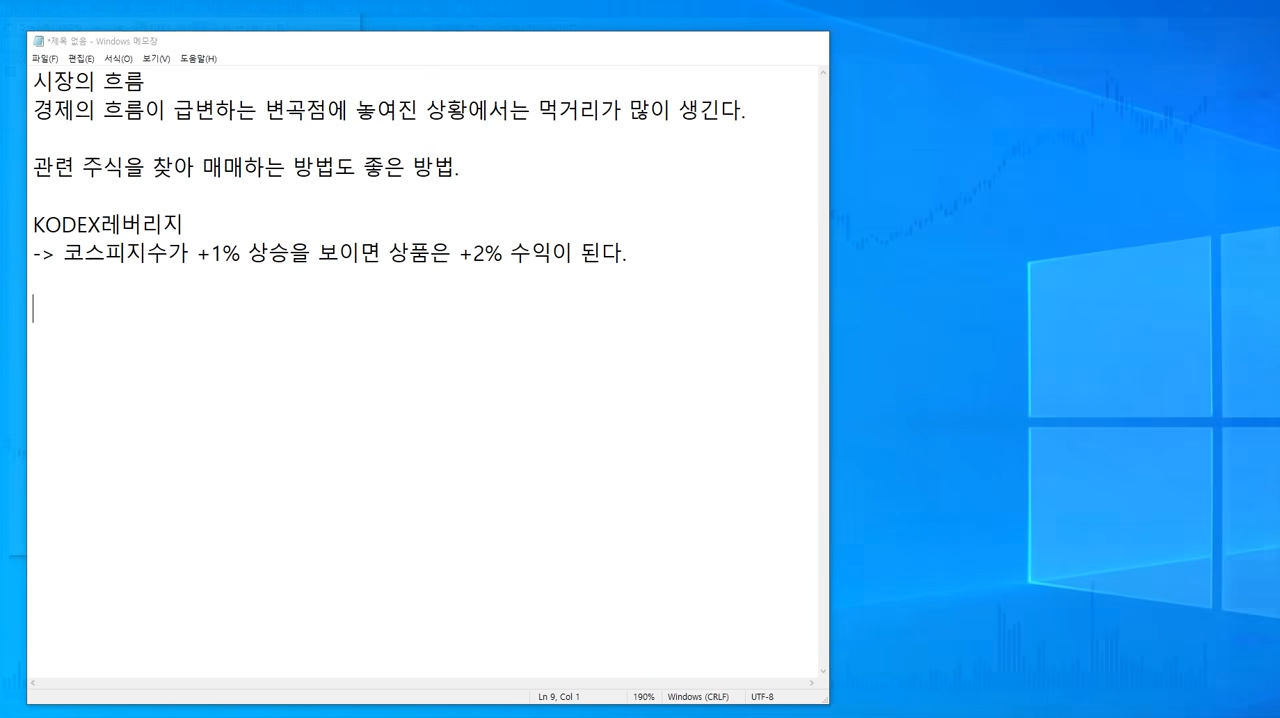 *제목 없음 - Windows 메모장
파일(F) 편집(E) 서식(O) 보기(V) 도움말(H)
시장의 흐름
경제의 흐름이 급변하는 변곡점에 놓여진 상황에서는 먹거리가 많이 생긴다.
관련 주식을 찾아 매매하는 방법도 좋은 방법.
KODEX레버리지
-> 코스피지수가 +1% 상승을 보이면 상품은 +2% 수익이 된다.
Ln 9, Col 1 190% Windows (CRLF) UTF-8